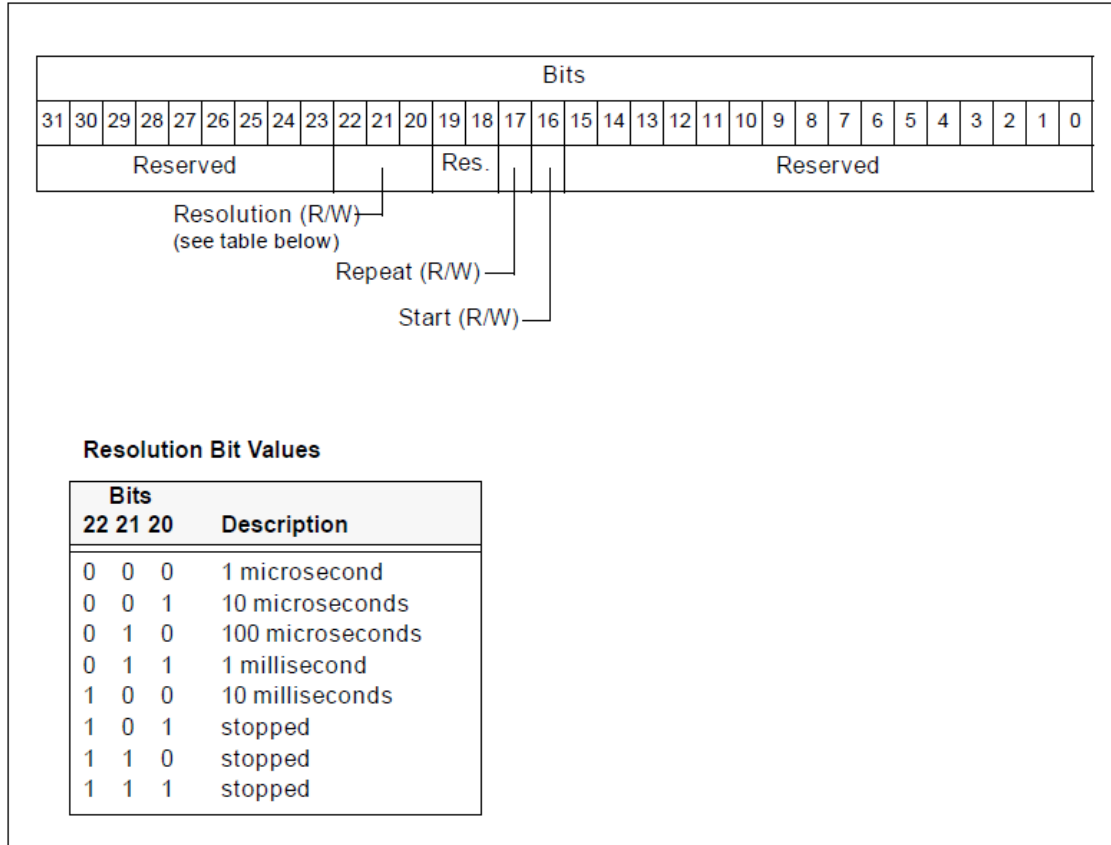 Bits
31 30 29 28 27 26 25 24 23 22 21 20 19 18 17 16 15 14 13 12 11 10 9 8 7 6 5 4 3 2 1 0
Reserved Res. Reserved
Resolution (R/W)
(see table below)
Repeat (R/W)
Start (R/W)
Resolution Bit Values
Bits
22 21 20 Description
0 0 0 1 microsecond
0 0 1 10 microseconds
0 1 0 100 microseconds
0 1 1 1 millisecond
1 0 0 10 milliseconds
1 0 1 stopped
1 1 0 stopped
1 1 1 stopped